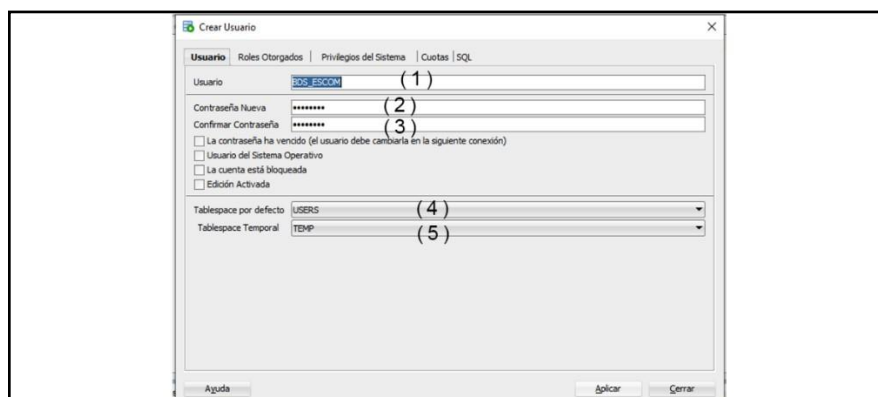 Crear Usuario
Usuario Roles Otorgados Privilegios del Sistema Cuotas SQL
Usuario BDS_ESCOM (1)
Contraseña Nueva •••••••• (2)
Confirmar Contraseña •••••••• (3)
La contraseña ha vencido (el usuario debe cambiarla en la siguiente conexión)
Usuario del Sistema Operativo
La cuenta está bloqueada
Edición Activada
Tablespace por defecto USERS (4)
Tablespace Temporal TEMP (5)
Ayuda Aplicar Cerrar